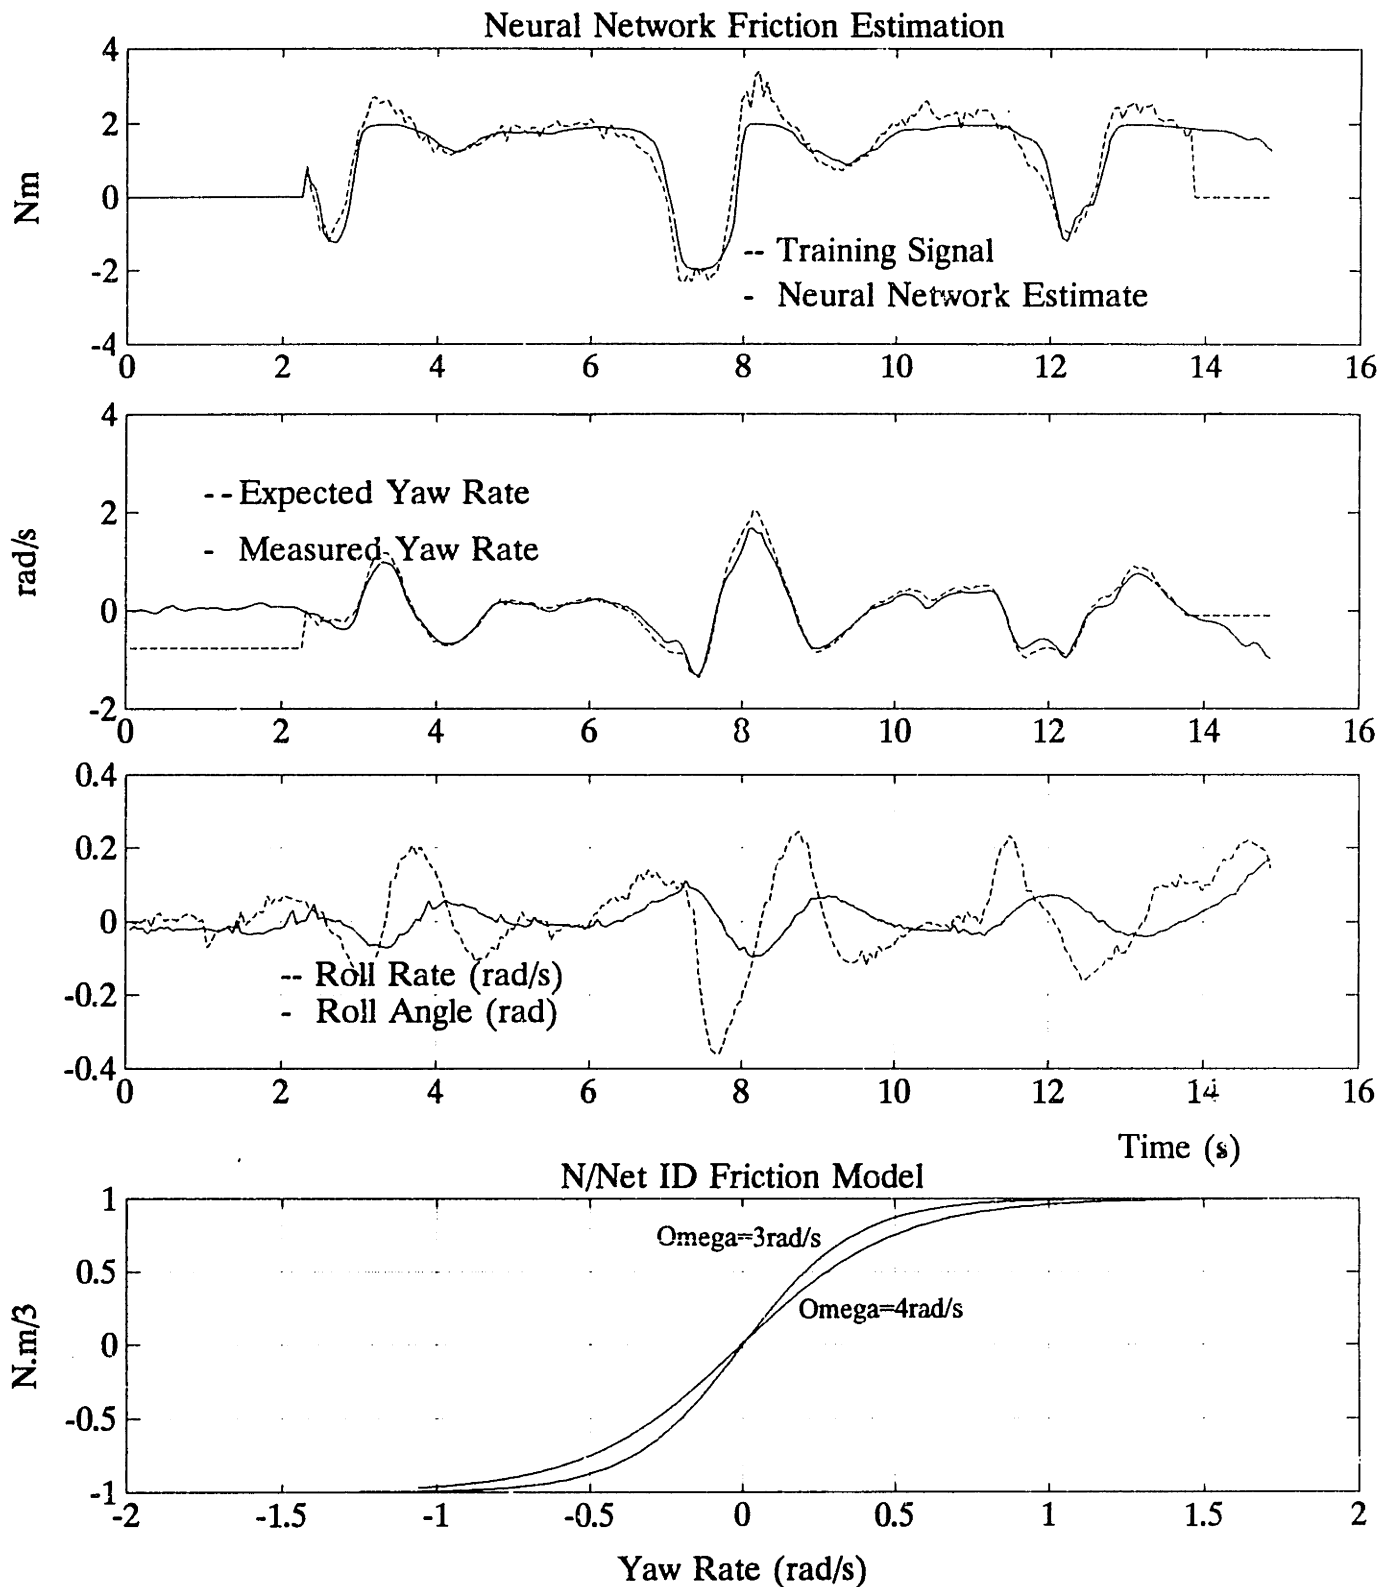 Neural Network Friction Estimation
4
2
0
-2
-4
Nm
-- Training Signal
- Neural Network Estimate
0 2 4 6 8 10 12 14 16
4
2
0
-2
rad/s
-- Expected Yaw Rate
- Measured Yaw Rate
0 2 4 6 8 10 12 14 16
0.4
0.2
0
-0.2
-0.4
-- Roll Rate (rad/s)
- Roll Angle (rad)
0 2 4 6 8 10 12 14 16
Time (s)
N/Net ID Friction Model
1
0.5
0
-0.5
-1
N.m/3
Omega=3rad/s
Omega=4rad/s
-2 -1.5 -1 -0.5 0 0.5 1 1.5 2
Yaw Rate (rad/s)